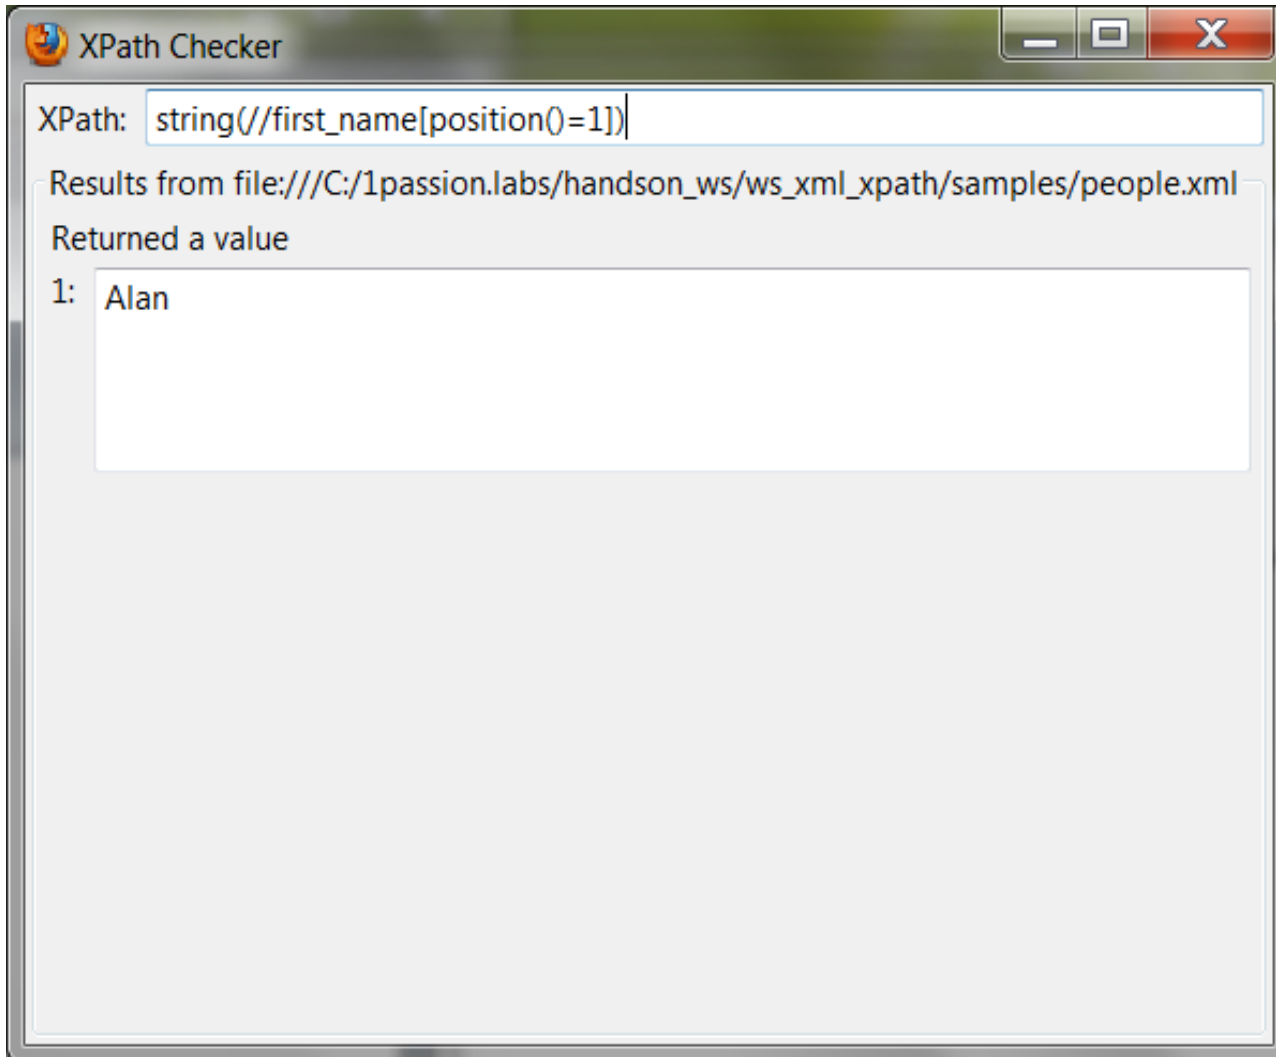 XPath Checker
XPath: string(//first_name[position()=1])
Results from file:///C:/1passion.labs/handson_ws/ws_xml_xpath/samples/people.xml
Returned a value
1: Alan